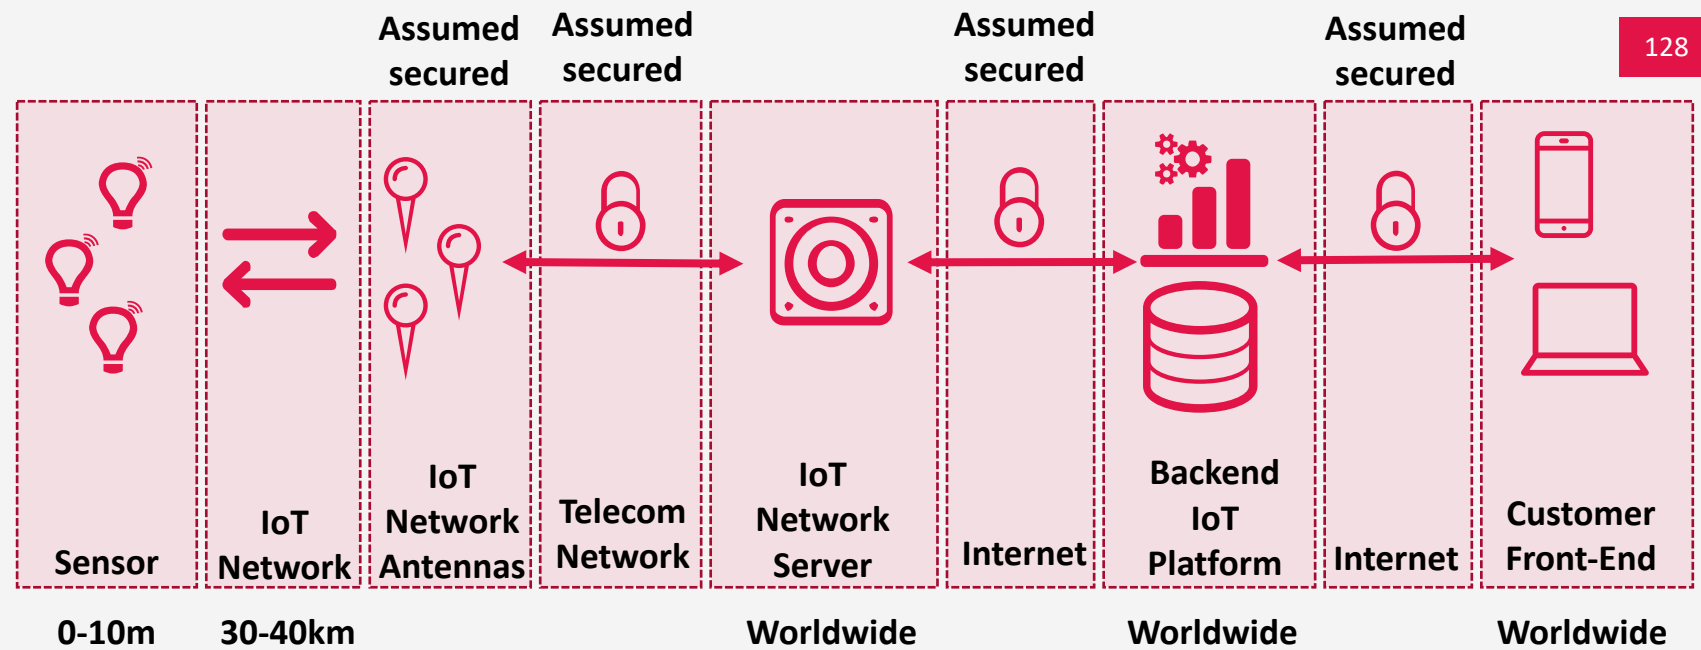 Assumed
secured
Assumed
secured
Assumed
secured
Assumed
secured
128
Sensor
IoT
Network
IoT
Network
Antennas
Telecom
Network
IoT
Network
Server
Internet
Backend
IoT
Platform
Internet
Customer
Front-End
0-10m
30-40km
Worldwide
Worldwide
Worldwide